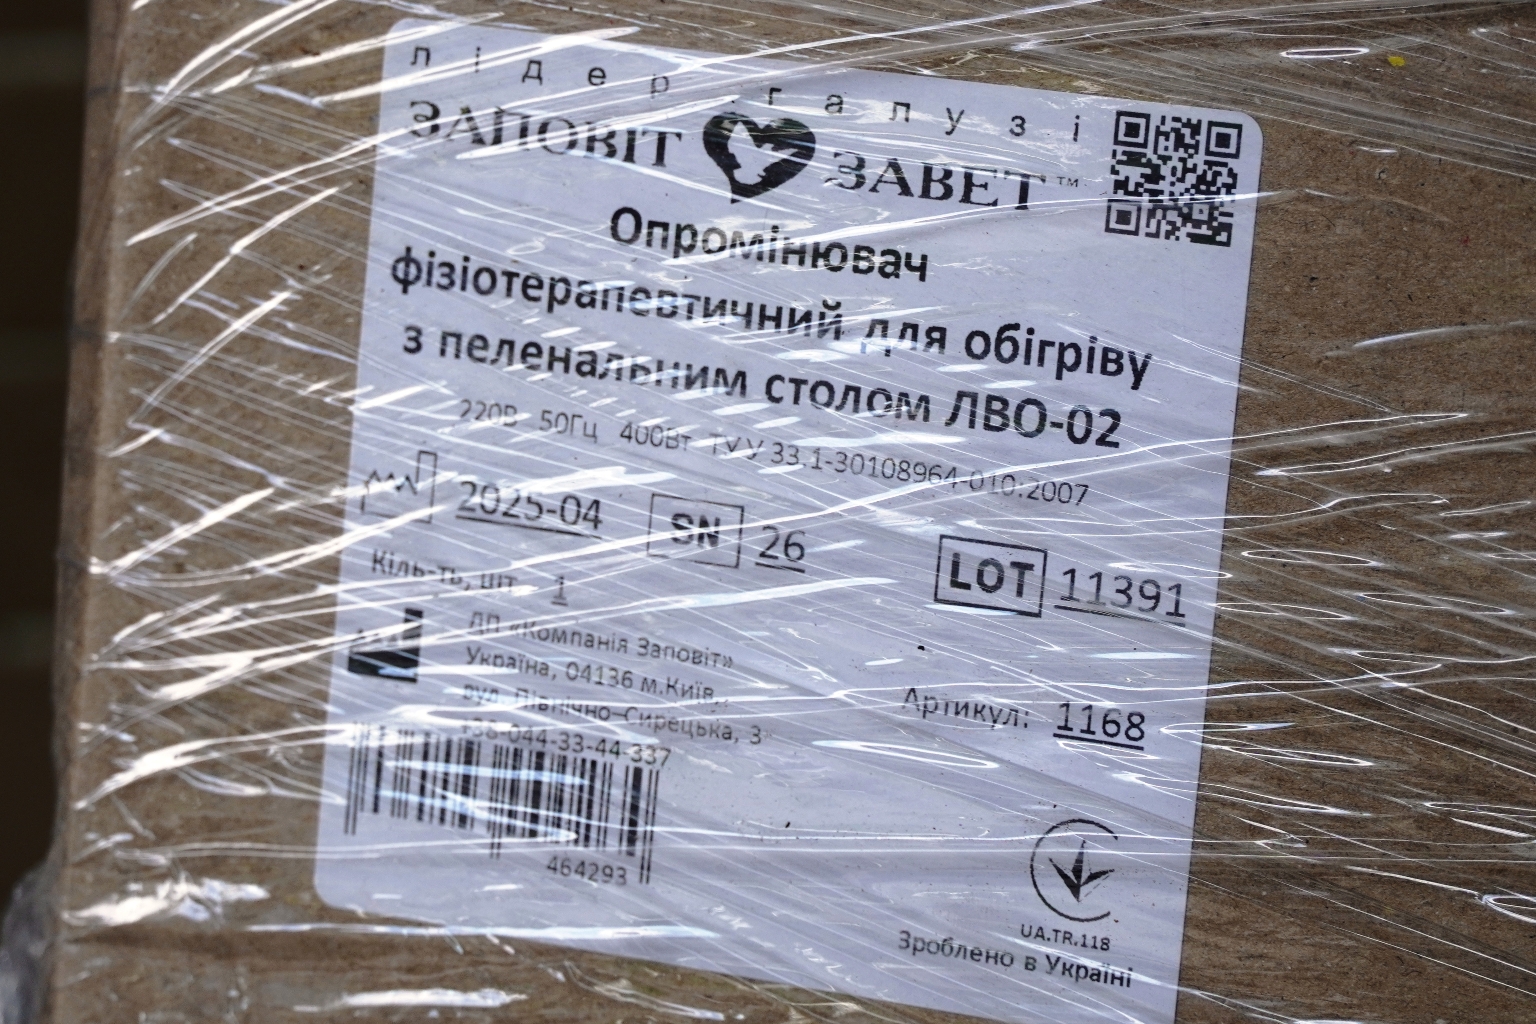 лідер галузі
ЗАПОВІТ ЗАВЕТ™
Опромінювач
фізіотерапевтичний для обігріву
з пеленальним столом ЛВО-02
220В 50Гц 400Вт ТУ У 33.1-30108964-010:2007
2025-04 SN 26 LOT 11391
Кіль-ть, шт. 1
ДП «Компанія Заповіт»
Україна, 04136 м.Київ,
вул. Північно-Сирецька, 3
+38-044-33-44-337
Артикул: 1168
464293
UA.TR.118
Зроблено в Україні